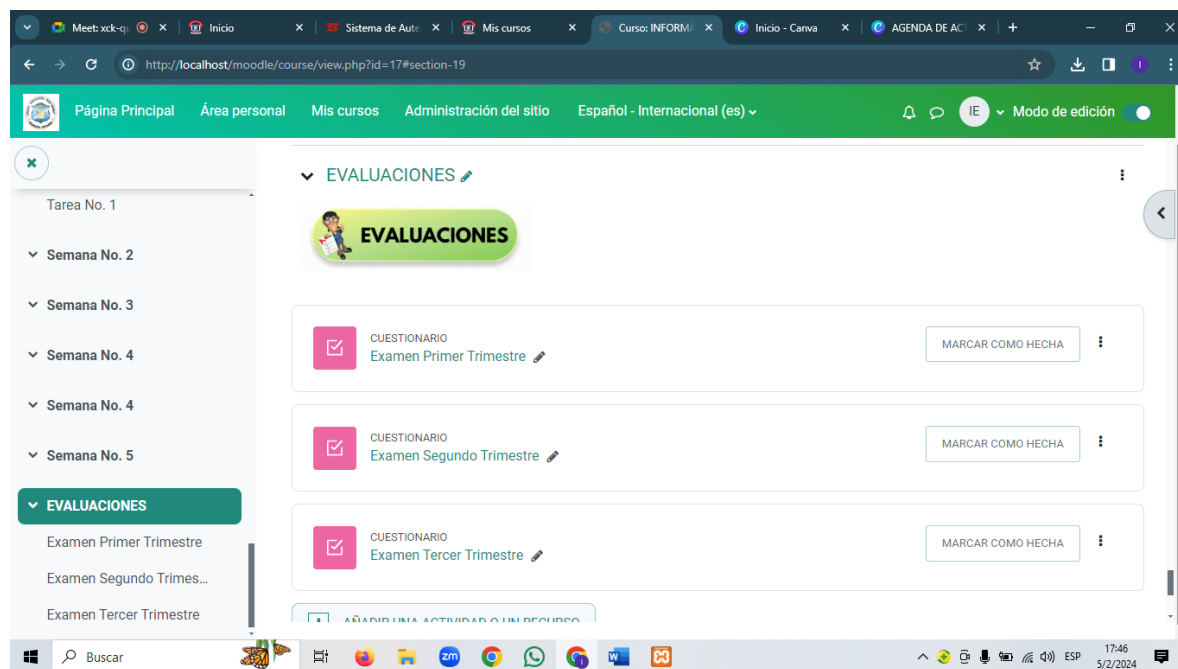 Meet: xck-qu
Inicio
Sistema de Aute
Mis cursos
Curso: INFORMÁ
Inicio - Canva
AGENDA DE ACT
http://localhost/moodle/course/view.php?id=17#section-19
Página Principal Área personal Mis cursos Administración del sitio Español - Internacional (es) IE Modo de edición
Tarea No. 1
Semana No. 2
Semana No. 3
Semana No. 4
Semana No. 4
Semana No. 5
EVALUACIONES
Examen Primer Trimestre
Examen Segundo Trimes...
Examen Tercer Trimestre
EVALUACIONES
EVALUACIONES
CUESTIONARIO
Examen Primer Trimestre
MARCAR COMO HECHA
CUESTIONARIO
Examen Segundo Trimestre
MARCAR COMO HECHA
CUESTIONARIO
Examen Tercer Trimestre
MARCAR COMO HECHA
AÑADIR UNA ACTIVIDAD O UN RECURSO
Buscar
zm
ESP
17:46
5/2/2024